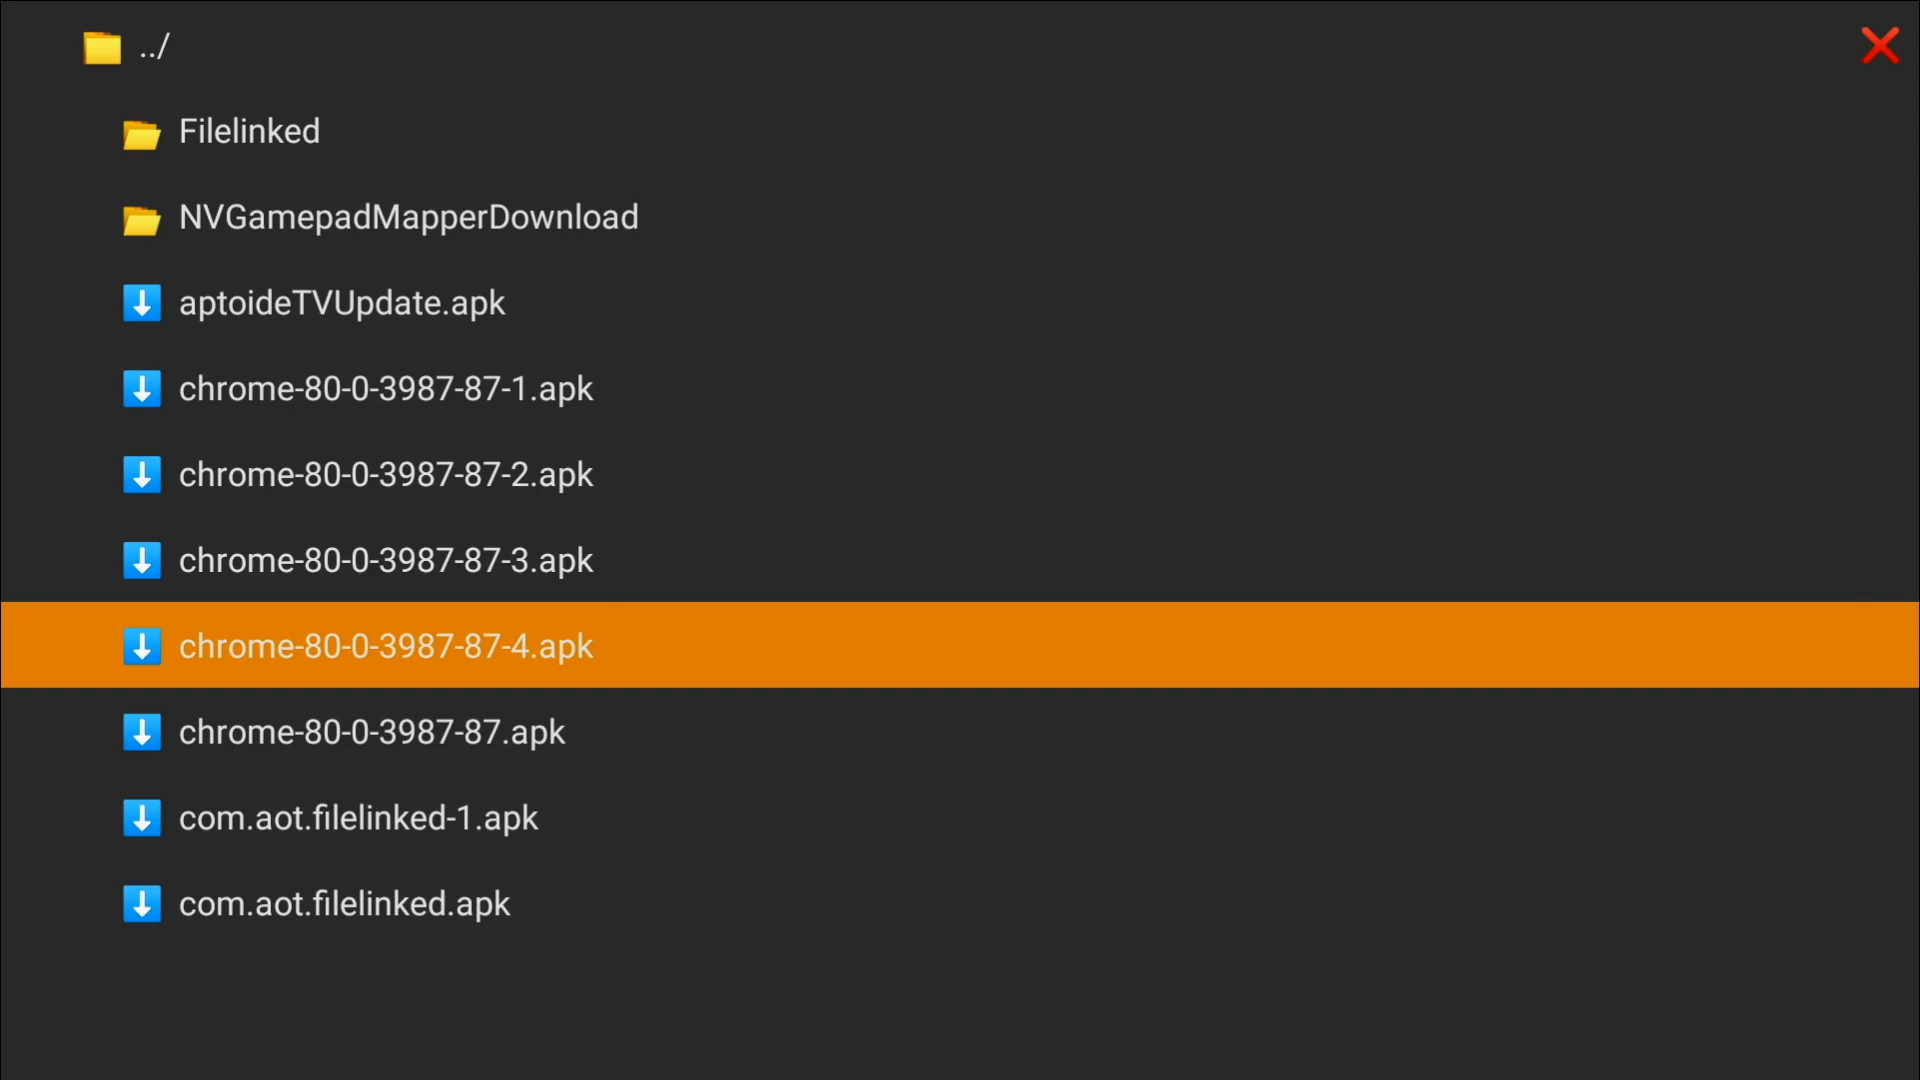 ../
Filelinked
NVGamepadMapperDownload
aptoideTVUpdate.apk
chrome-80-0-3987-87-1.apk
chrome-80-0-3987-87-2.apk
chrome-80-0-3987-87-3.apk
chrome-80-0-3987-87-4.apk
chrome-80-0-3987-87.apk
com.aot.filelinked-1.apk
com.aot.filelinked.apk